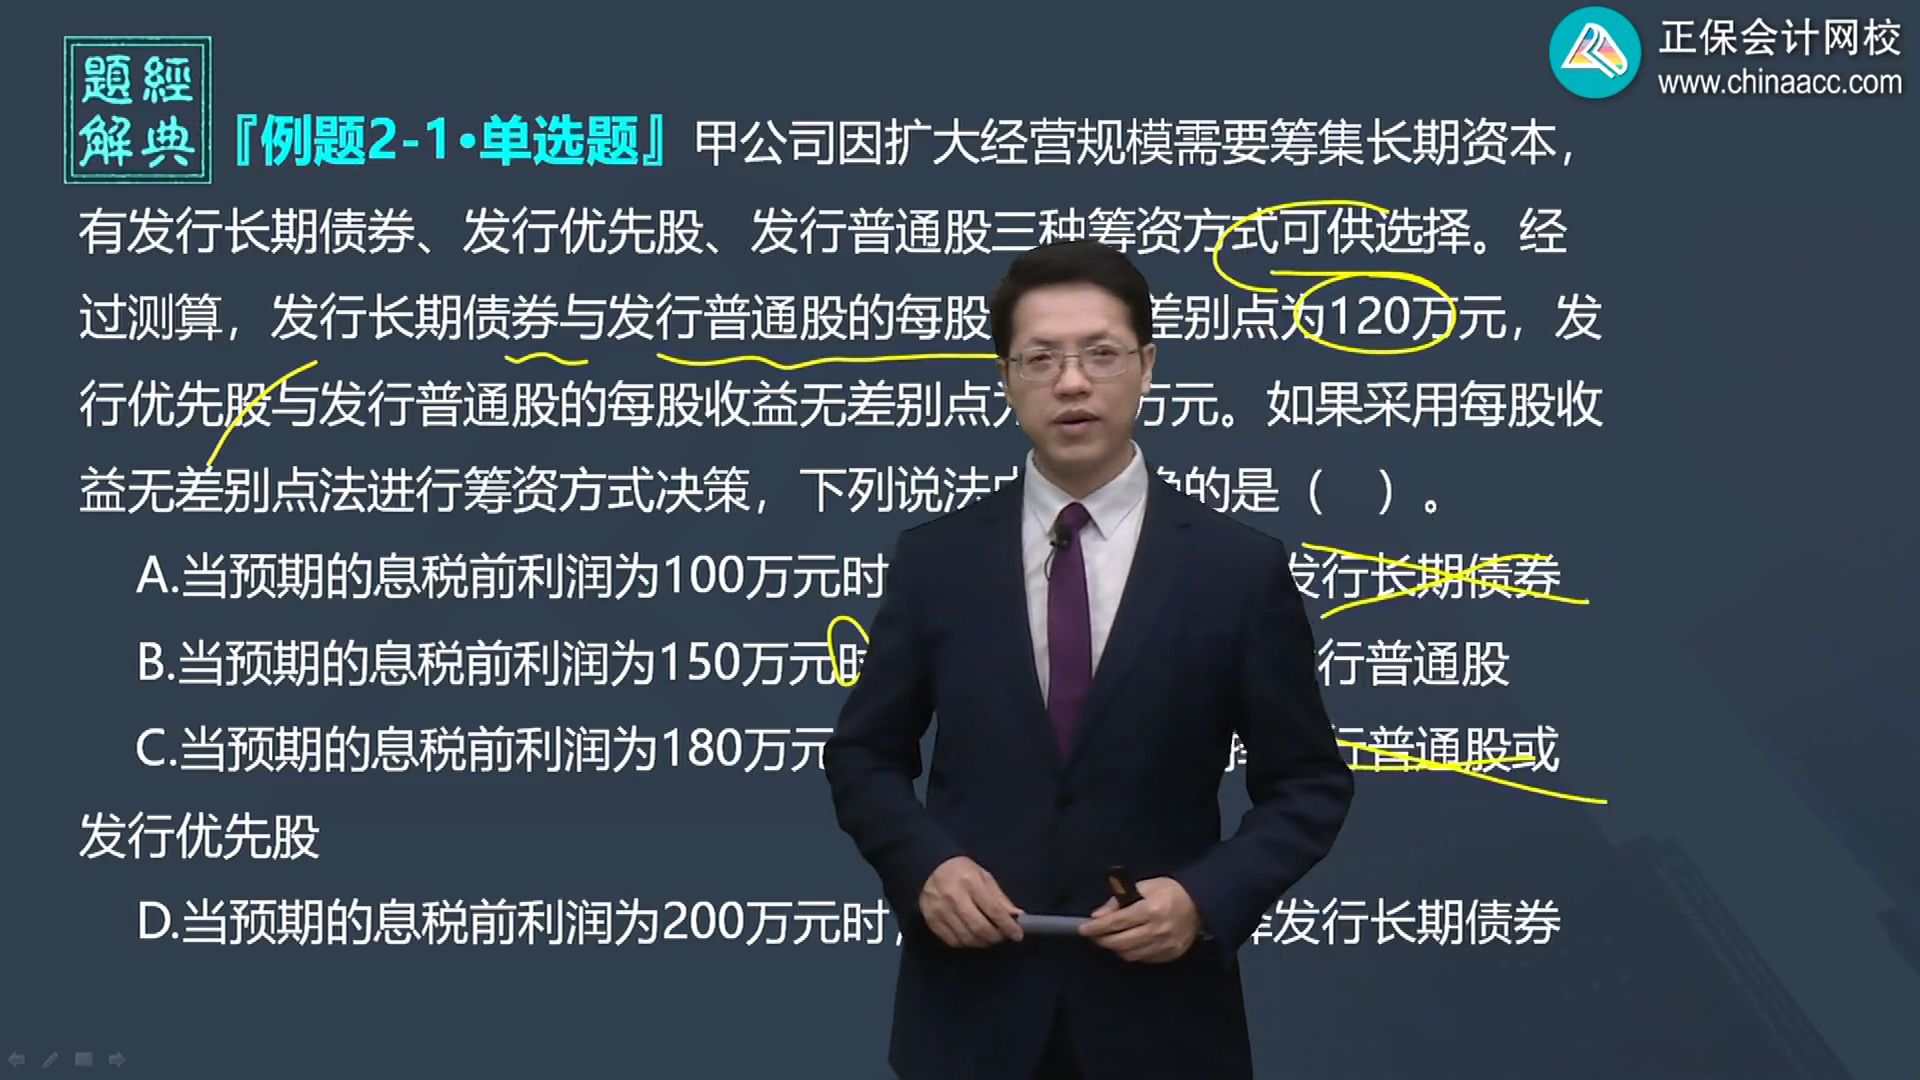 正保会计网校
www.chinaacc.com
題經
解典
『例题2-1·单选题』甲公司因扩大经营规模需要筹集长期资本，
有发行长期债券、发行优先股、发行普通股三种筹资方式可供选择。经
过测算，发行长期债券与发行普通股的每股 差别点为120万元，发
行优先股与发行普通股的每股收益无差别点 万元。如果采用每股收
益无差别点法进行筹资方式决策，下列说法 的是（ ）。
A.当预期的息税前利润为100万元时 发行长期债券
B.当预期的息税前利润为150万元时 行普通股
C.当预期的息税前利润为180万元 行普通股或
发行优先股
D.当预期的息税前利润为200万元时， 发行长期债券